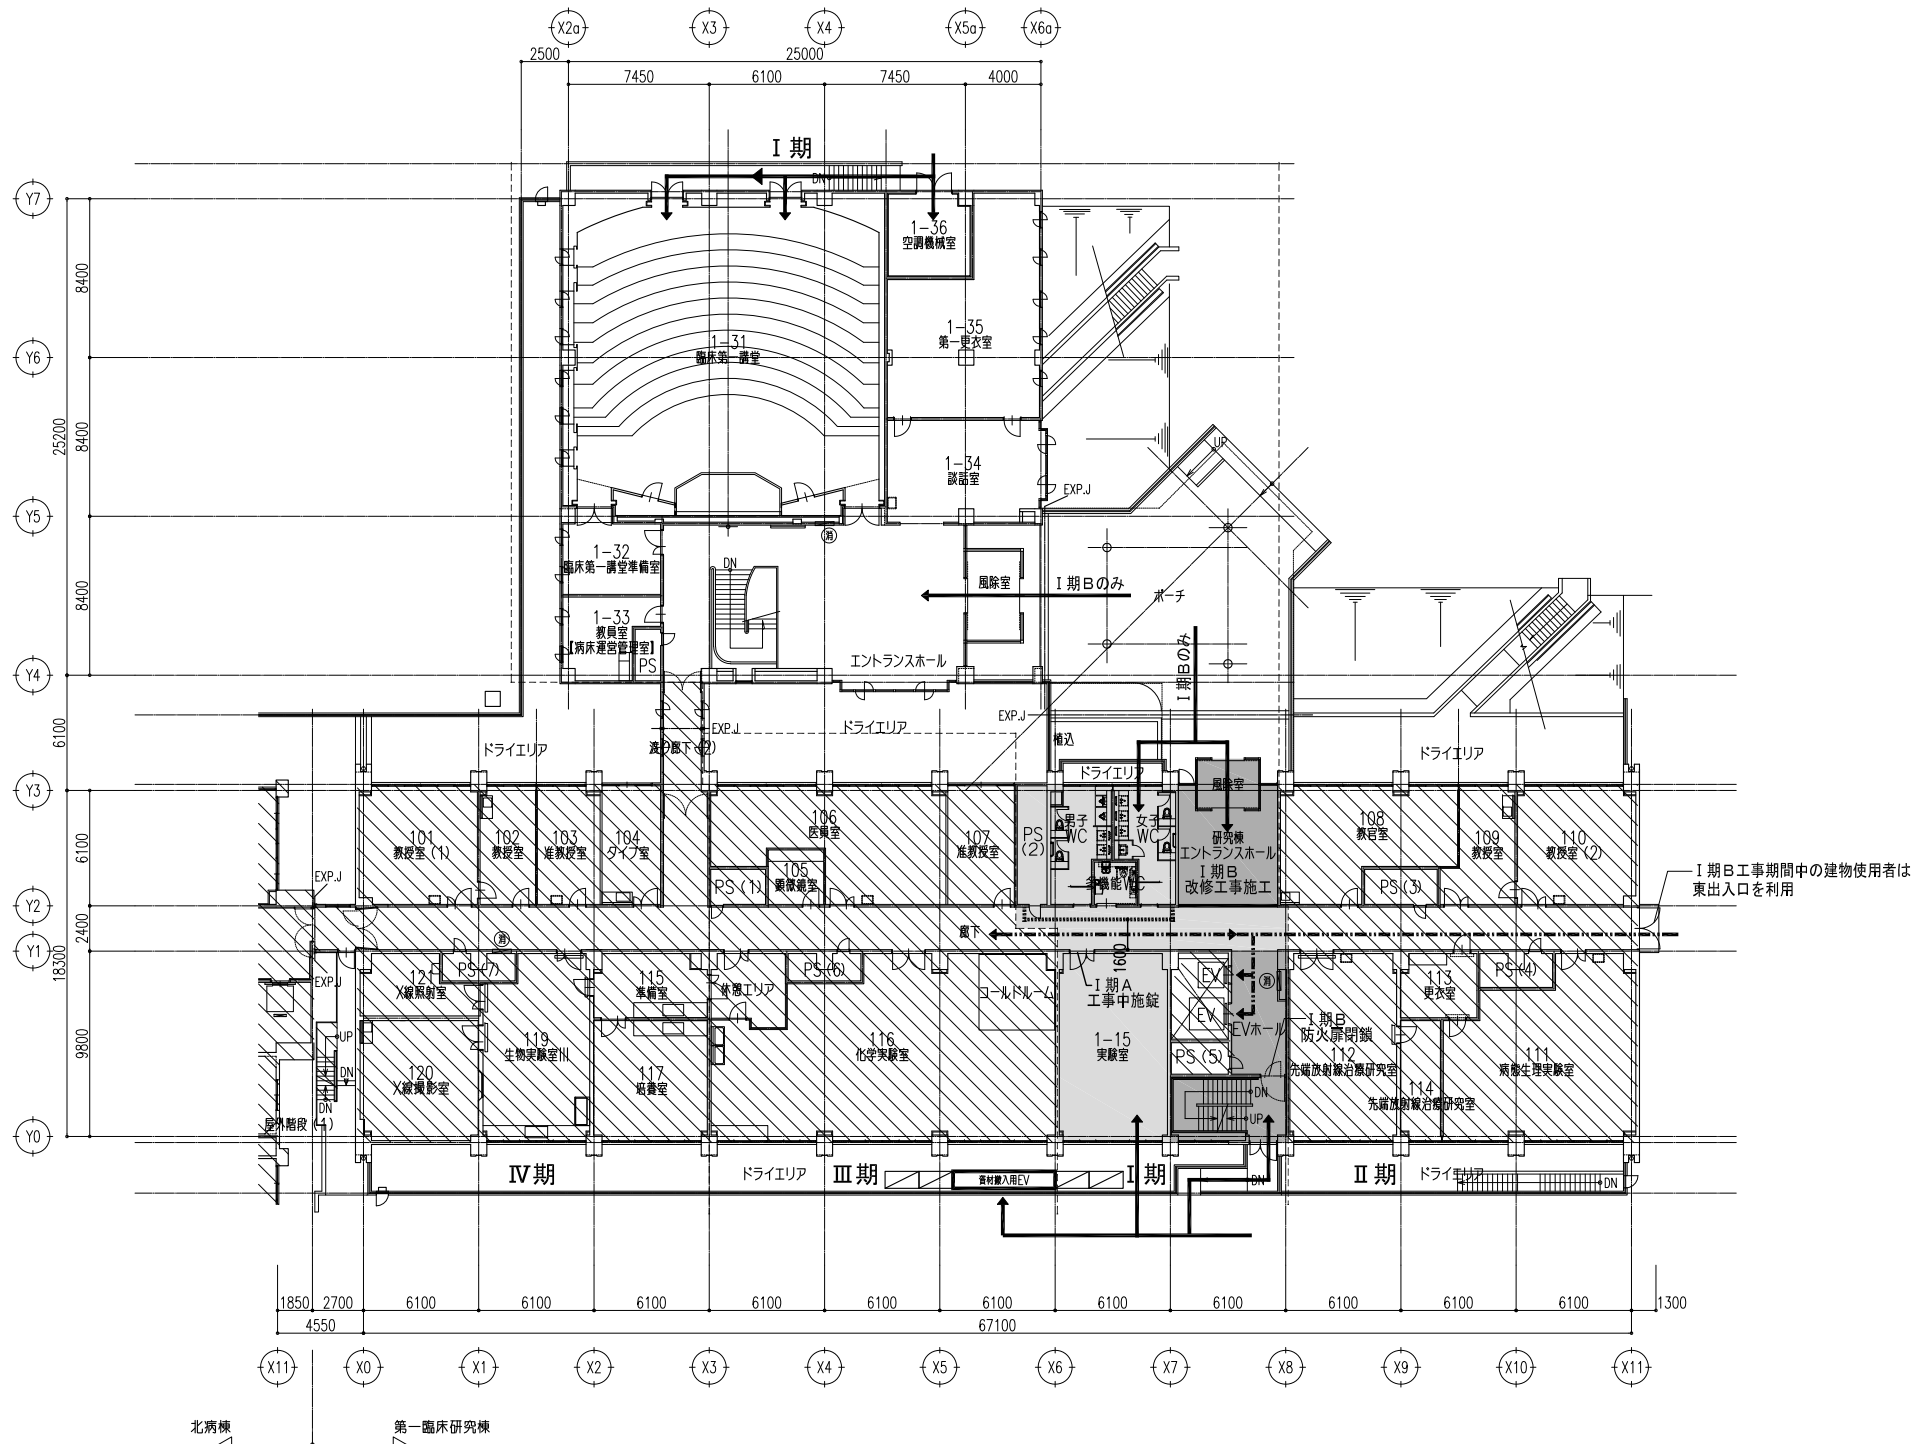 X2a X3 X4 X5a X6a
2500 25000
7450 6100 7450 4000
Ⅰ期
DN
Y7
1-36
空調機械室
8400
1-35
第一更衣室
1-31
臨床第一講堂
Y6
25200
8400
UP
1-34
談話室
EXP.J
Y5
消
1-32
臨床第一講堂準備室
DN
風除室
Ⅰ期Bのみ
ポーチ
8400
1-33
教員室
【病床運営管理室】
PS
エントランスホール
Ⅰ期Bのみ
Y4
EXP.J
6100
ドライエリア
渡り廊下(2)
EXP.J
ドライエリア
植込
ドライエリア
ドライエリア
Y3
風除室
6100
101
教授室(1)
102
教授室
103
准教授室
104
タイプ室
106
医員室
105
顕微鏡室
PS(1)
107
准教授室
PS
(2)
男子
WC
女子
WC
多機能WC
研究棟
エントランスホール
Ⅰ期B
改修工事施工
108
教官室
PS(3)
109
教授室
110
教授室(2)
Ⅰ期B工事期間中の建物使用者は
東出入口を利用
EXP.J
Y2
2400
廊下
消
Y1
18300
1600
EXP.J
121
X線照射室
PS(7)
115
準備室
休憩エリア
PS(6)
コールドルーム
Ⅰ期A
工事中施錠
EV
消
EV
EVホール
Ⅰ期B
防火扉閉鎖
113
更衣室
PS(4)
9800
UP
DN
DN
120
X線撮影室
119
生物実験室III
117
培養室
116
化学実験室
1-15
実験室
PS(5)
DN
UP
112
先端放射線治療研究室
114
先端放射線治療研究室
111
病態生理実験室
屋外階段(1)
Y0
Ⅳ期
ドライエリア
Ⅲ期
資材搬入用EV
Ⅰ期
DN
Ⅱ期
ドライエリア
DN
1850 2700 6100 6100 6100 6100 6100 6100 6100 6100 6100 6100 6100 1300
4550 67100
X11 X0 X1 X2 X3 X4 X5 X6 X7 X8 X9 X10 X11
北病棟 第一臨床研究棟